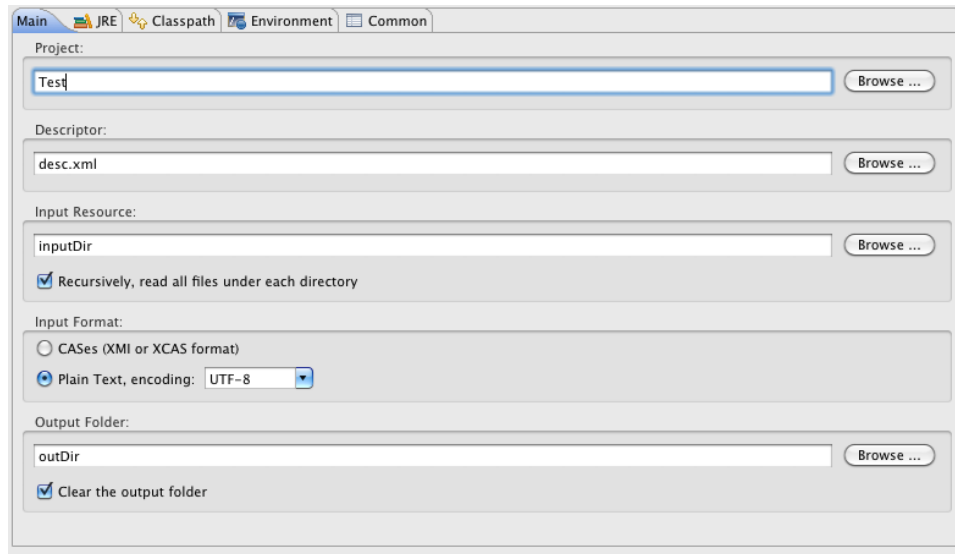 Main JRE Classpath Environment Common
Project:
Test Browse ...
Descriptor:
desc.xml Browse ...
Input Resource:
inputDir Browse ...
Recursively, read all files under each directory
Input Format:
CASes (XMI or XCAS format)
Plain Text, encoding: UTF-8
Output Folder:
outDir Browse ...
Clear the output folder